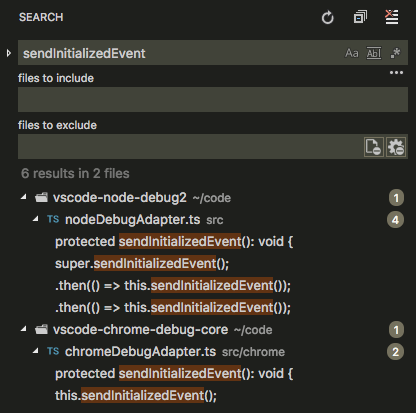 SEARCH
sendInitializedEvent Aa Abl .*
files to include
files to exclude
6 results in 2 files
vscode-node-debug2 ~/code 1
TS nodeDebugAdapter.ts src 4
protected sendInitializedEvent(): void {
super.sendInitializedEvent();
.then(() => this.sendInitializedEvent());
.then(() => this.sendInitializedEvent());
vscode-chrome-debug-core ~/code 1
TS chromeDebugAdapter.ts src/chrome 2
protected sendInitializedEvent(): void {
this.sendInitializedEvent();